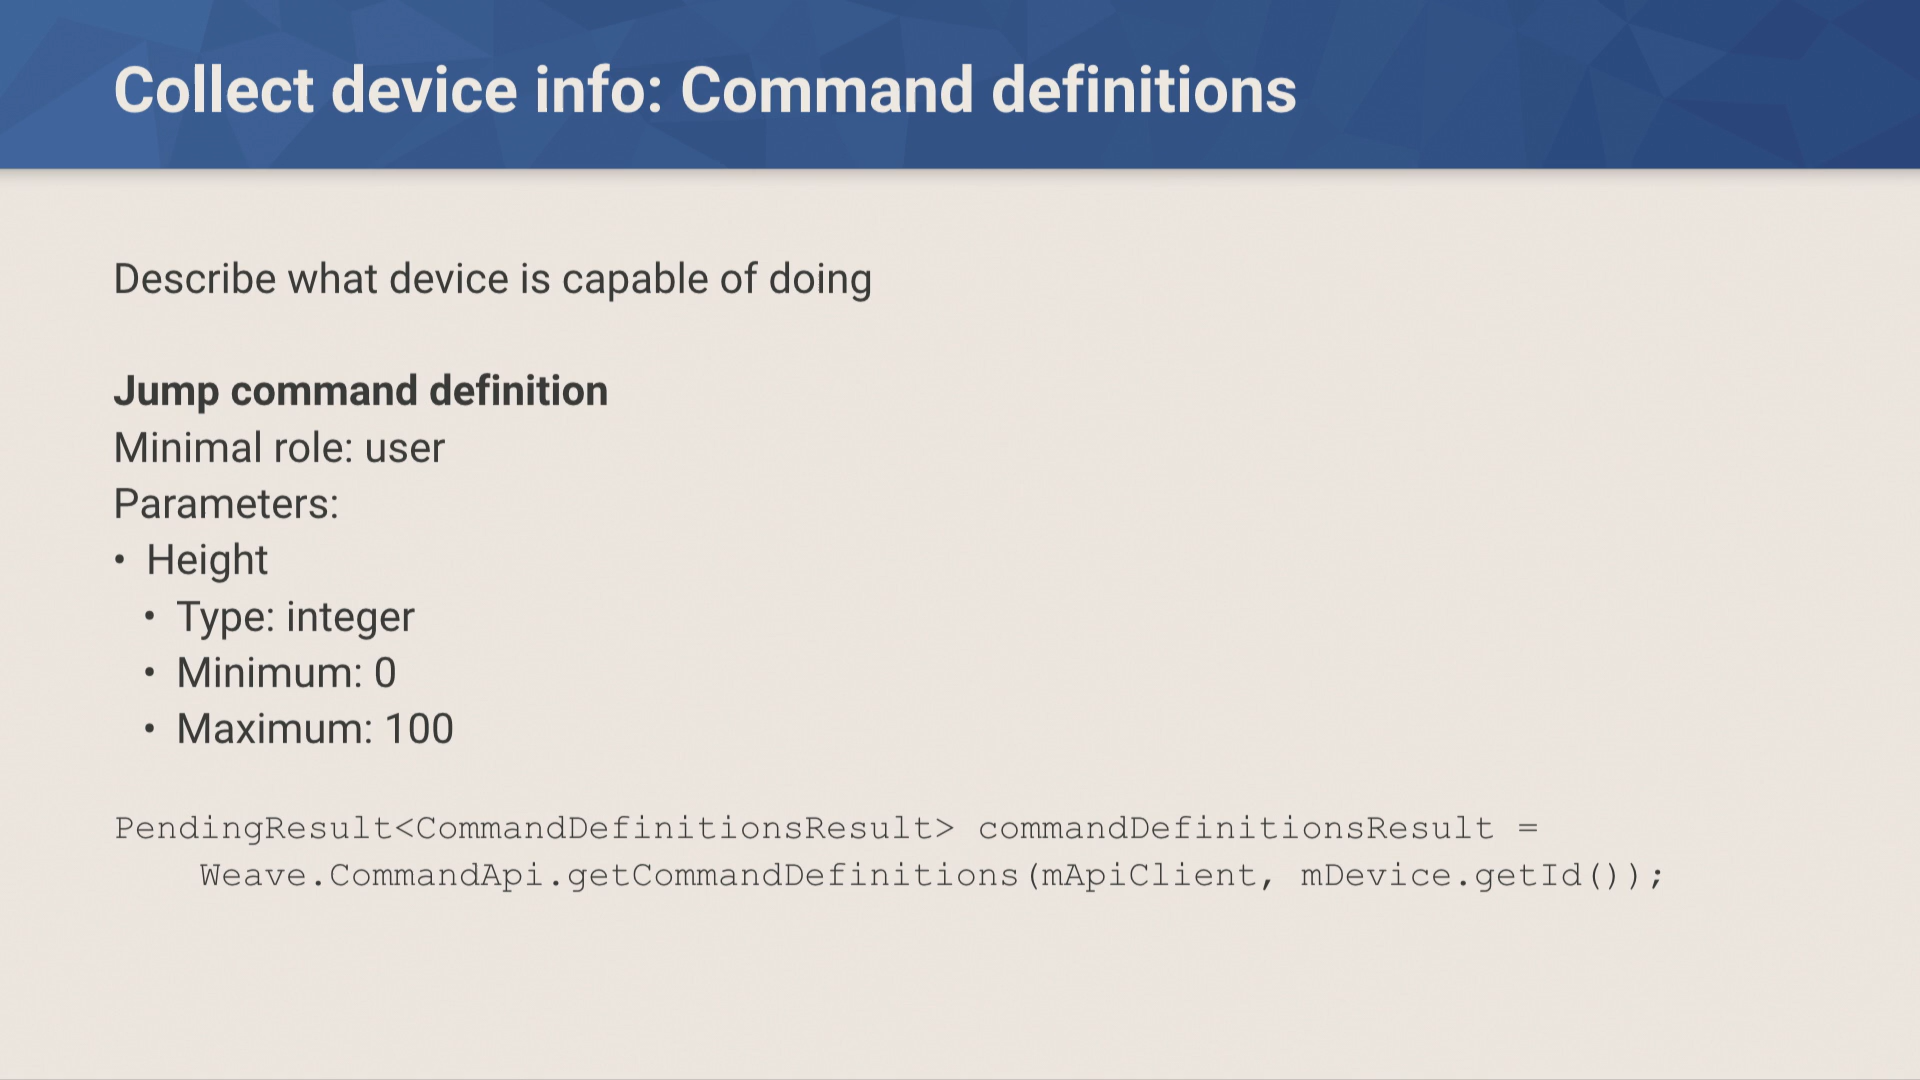 Collect device info: Command definitions
Describe what device is capable of doing
Jump command definition
Minimal role: user
Parameters:
• Height
• Type: integer
• Minimum: 0
• Maximum: 100
PendingResult<CommandDefinitionsResult> commandDefinitionsResult =
Weave.CommandApi.getCommandDefinitions(mApiClient, mDevice.getId());